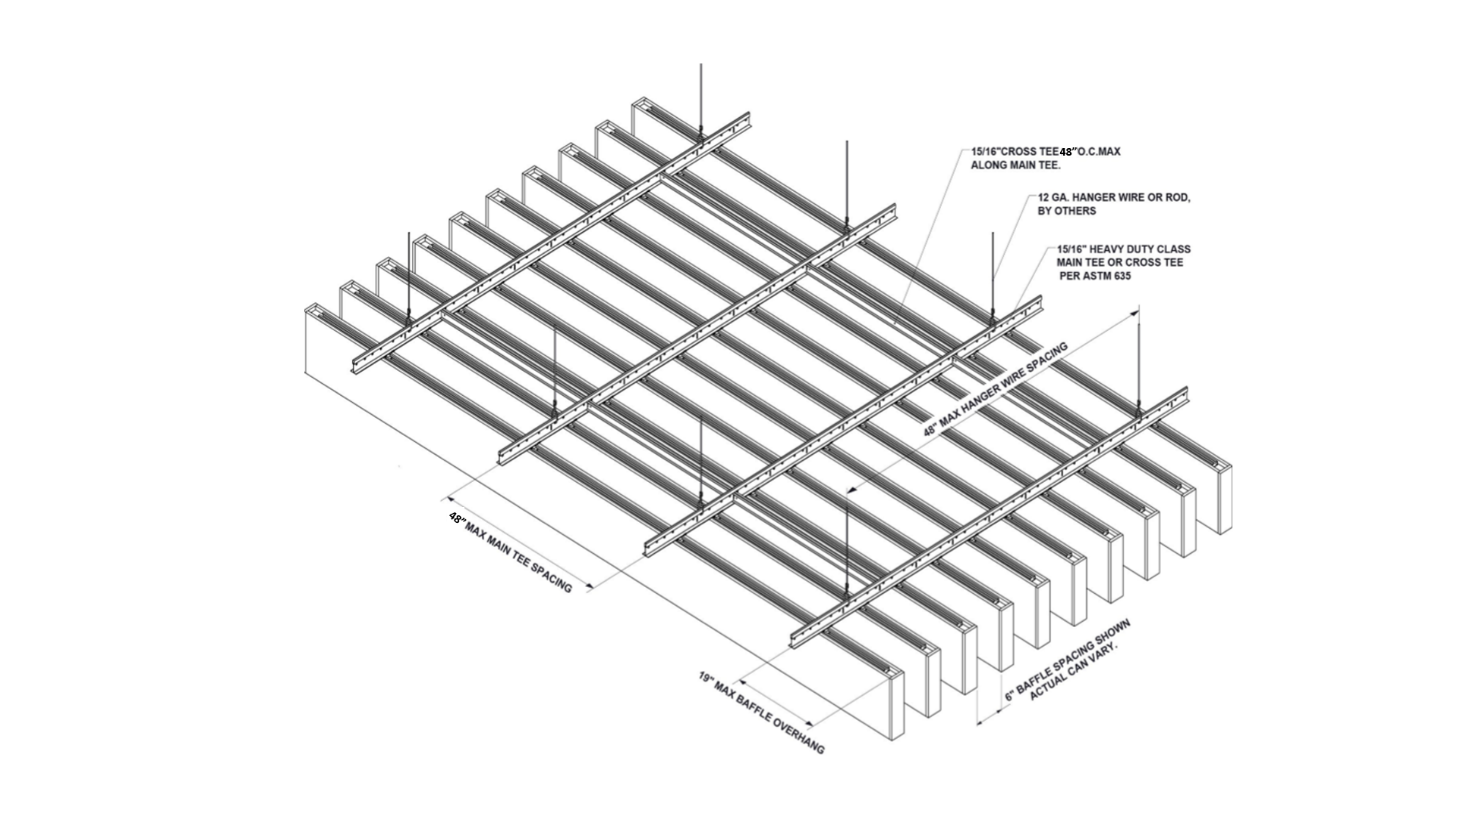 15/16"CROSS TEE48"O.C.MAX
ALONG MAIN TEE.
12 GA. HANGER WIRE OR ROD,
BY OTHERS
15/16" HEAVY DUTY CLASS
MAIN TEE OR CROSS TEE
PER ASTM 635
48" MAX HANGER WIRE SPACING
48" MAX MAIN TEE SPACING
19" MAX BAFFLE OVERHANG
6" BAFFLE SPACING SHOWN
ACTUAL CAN VARY.